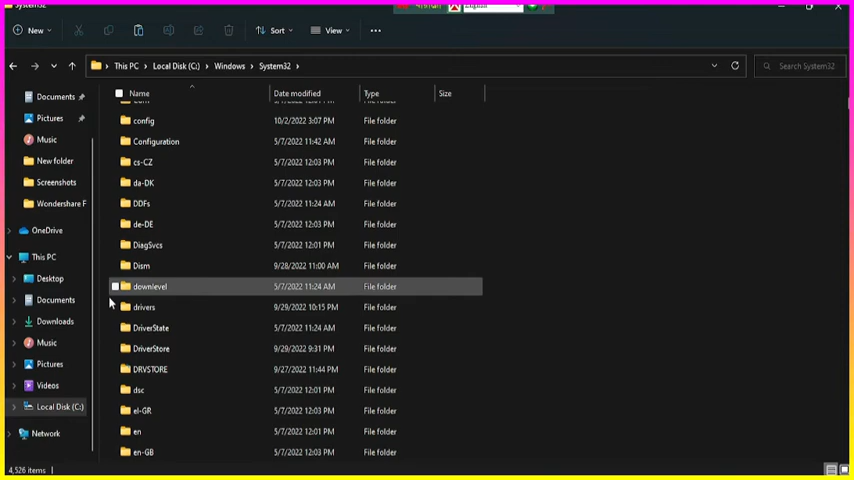 System32
New
Sort
View
This PC
Local Disk (C:)
Windows
System32
Search System32
Name
Date modified
Type
Size
config 10/2/2022 3:07 PM File folder
Configuration 5/7/2022 11:42 AM File folder
cs-CZ 5/7/2022 12:03 PM File folder
da-DK 5/7/2022 12:03 PM File folder
DDFs 5/7/2022 11:24 AM File folder
de-DE 5/7/2022 12:03 PM File folder
DiagSvcs 5/7/2022 12:01 PM File folder
Dism 9/28/2022 11:00 AM File folder
downlevel 5/7/2022 11:24 AM File folder
drivers 9/29/2022 10:15 PM File folder
DriverState 5/7/2022 11:24 AM File folder
DriverStore 9/29/2022 9:31 PM File folder
DRVSTORE 9/27/2022 11:44 PM File folder
dsc 5/7/2022 12:01 PM File folder
el-GR 5/7/2022 12:03 PM File folder
en 5/7/2022 12:01 PM File folder
en-GB 5/7/2022 12:03 PM File folder
Documents
Pictures
Music
New folder
Screenshots
Wondershare F
OneDrive
This PC
Desktop
Documents
Downloads
Music
Pictures
Videos
Local Disk (C:)
Network
4,526 items